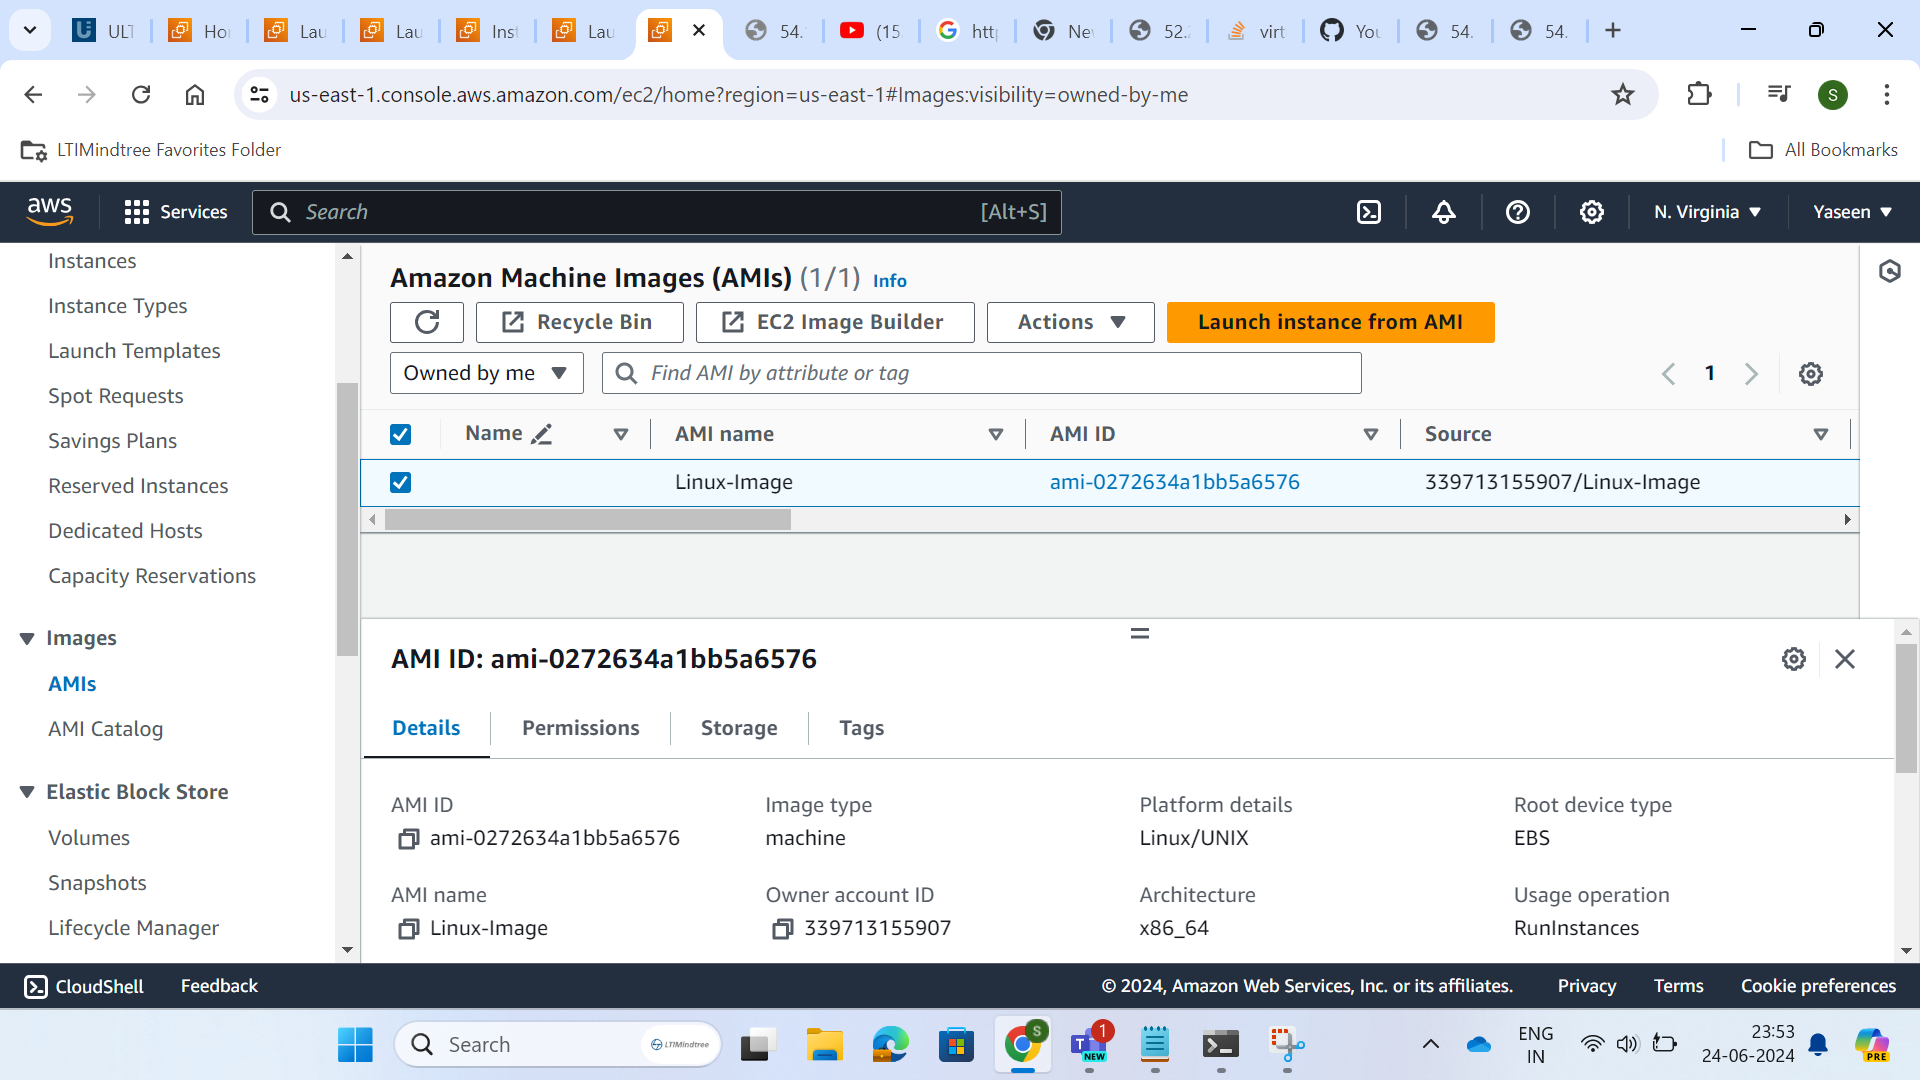 ULT
Ho
Lau
Lau
Inst
Lau
54.
(15
http
Nev
52.2
virt
You
54.
54.
us-east-1.console.aws.amazon.com/ec2/home?region=us-east-1#Images:visibility=owned-by-me
S
LTIMindtree Favorites Folder
All Bookmarks
aws
Services
Search
[Alt+S]
N. Virginia
Yaseen
Instances
Instance Types
Launch Templates
Spot Requests
Savings Plans
Reserved Instances
Dedicated Hosts
Capacity Reservations
Images
AMIs
AMI Catalog
Elastic Block Store
Volumes
Snapshots
Lifecycle Manager
Amazon Machine Images (AMIs) (1/1) Info
Recycle Bin
EC2 Image Builder
Actions
Launch instance from AMI
Owned by me
Find AMI by attribute or tag
1
Name
AMI name
AMI ID
Source
Linux-Image
ami-0272634a1bb5a6576
339713155907/Linux-Image
AMI ID: ami-0272634a1bb5a6576
Details
Permissions
Storage
Tags
AMI ID
ami-0272634a1bb5a6576
Image type
machine
Platform details
Linux/UNIX
Root device type
EBS
AMI name
Linux-Image
Owner account ID
339713155907
Architecture
x86_64
Usage operation
RunInstances
CloudShell
Feedback
© 2024, Amazon Web Services, Inc. or its affiliates.
Privacy
Terms
Cookie preferences
Search
LTIMindtree
S
1
NEW
ENG
IN
23:53
24-06-2024
PRE